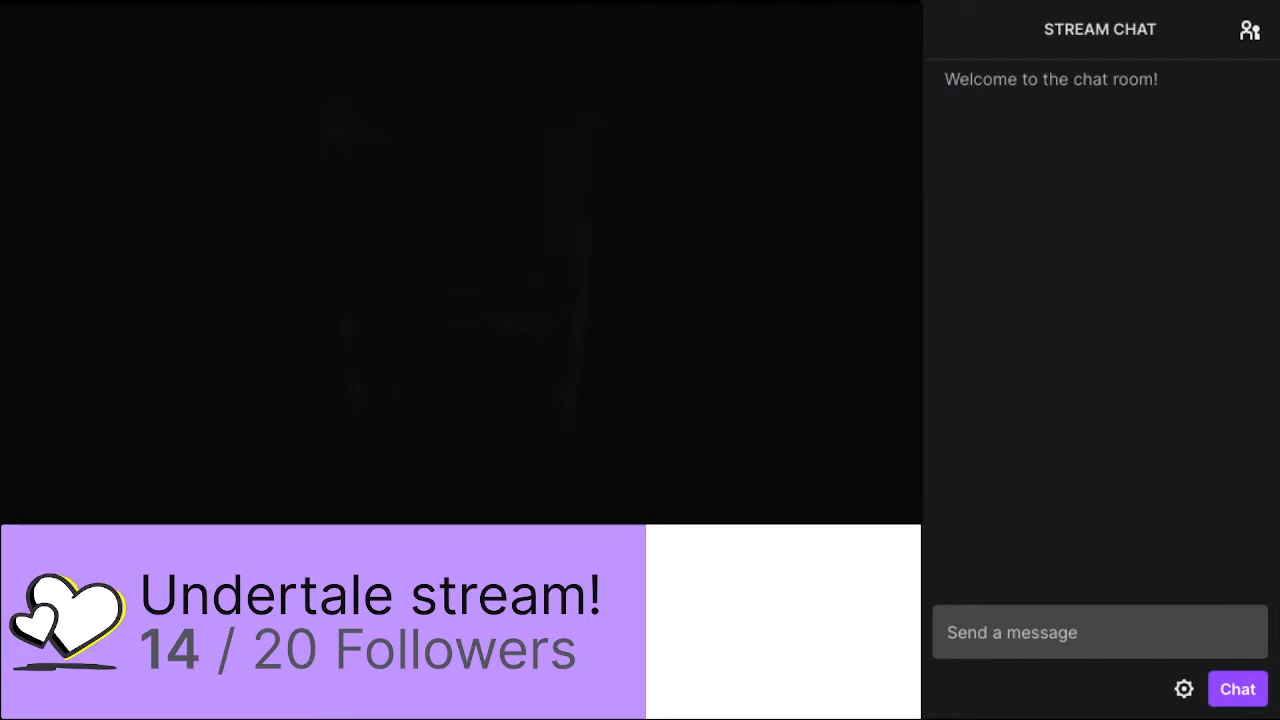 STREAM CHAT
Welcome to the chat room!
Undertale stream!
14 / 20 Followers
Send a message
Chat